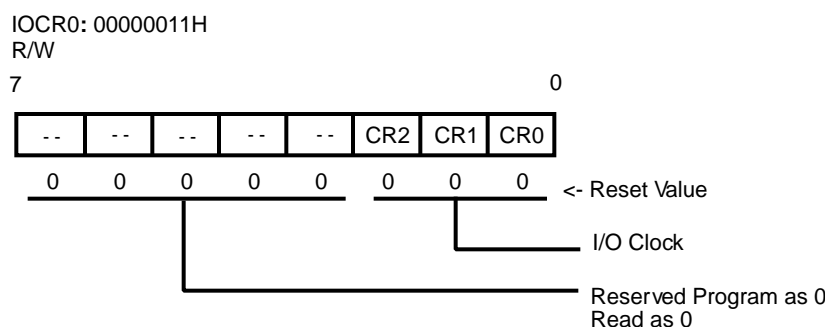 IOCR0: 00000011H
R/W
7 0
-- -- -- -- -- CR2 CR1 CR0
0 0 0 0 0 0 0 0 <- Reset Value
I/O Clock
Reserved Program as 0
Read as 0